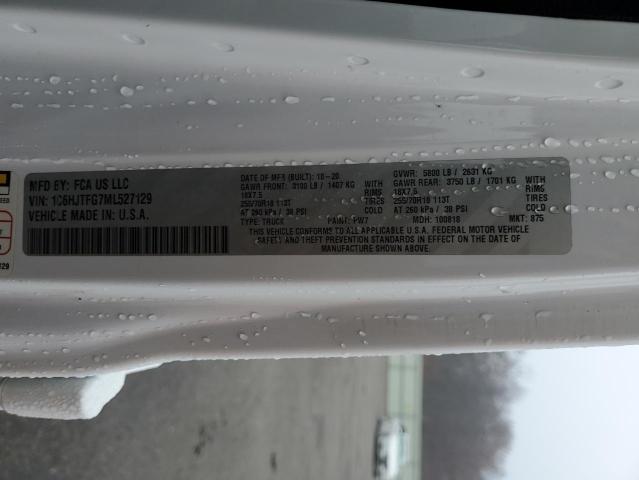 MFD BY: FCA US LLC
VIN: 1C6HJTFG7ML527129
VEHICLE MADE IN U.S.A.
DATE OF MFR (BUILT) 10-20
GAWR FRONT: 3100 LB / 1407 KG
18X7.5 WITH RIMS
255/70R18 113T TIRES
AT 260 kPa / 38 PSI COLD
TYPE: TRUCK PAINT: PW7
GVWR: 5800 LB / 2631 KG
GAWR REAR: 3750 LB / 1701 KG
18X7.5 WITH RIMS
255/70R18 113T TIRES
AT 260 kPa / 38 PSI COLD
MDH: 100818 MKT: 875
THIS VEHICLE CONFORMS TO ALL APPLICABLE U.S.A. FEDERAL MOTOR VEHICLE
SAFETY, BUMPER, AND THEFT PREVENTION STANDARDS IN EFFECT ON THE DATE OF
MANUFACTURE SHOWN ABOVE.